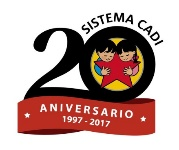 SISTEMA CADI
20
ANIVERSARIO
1997 - 2017